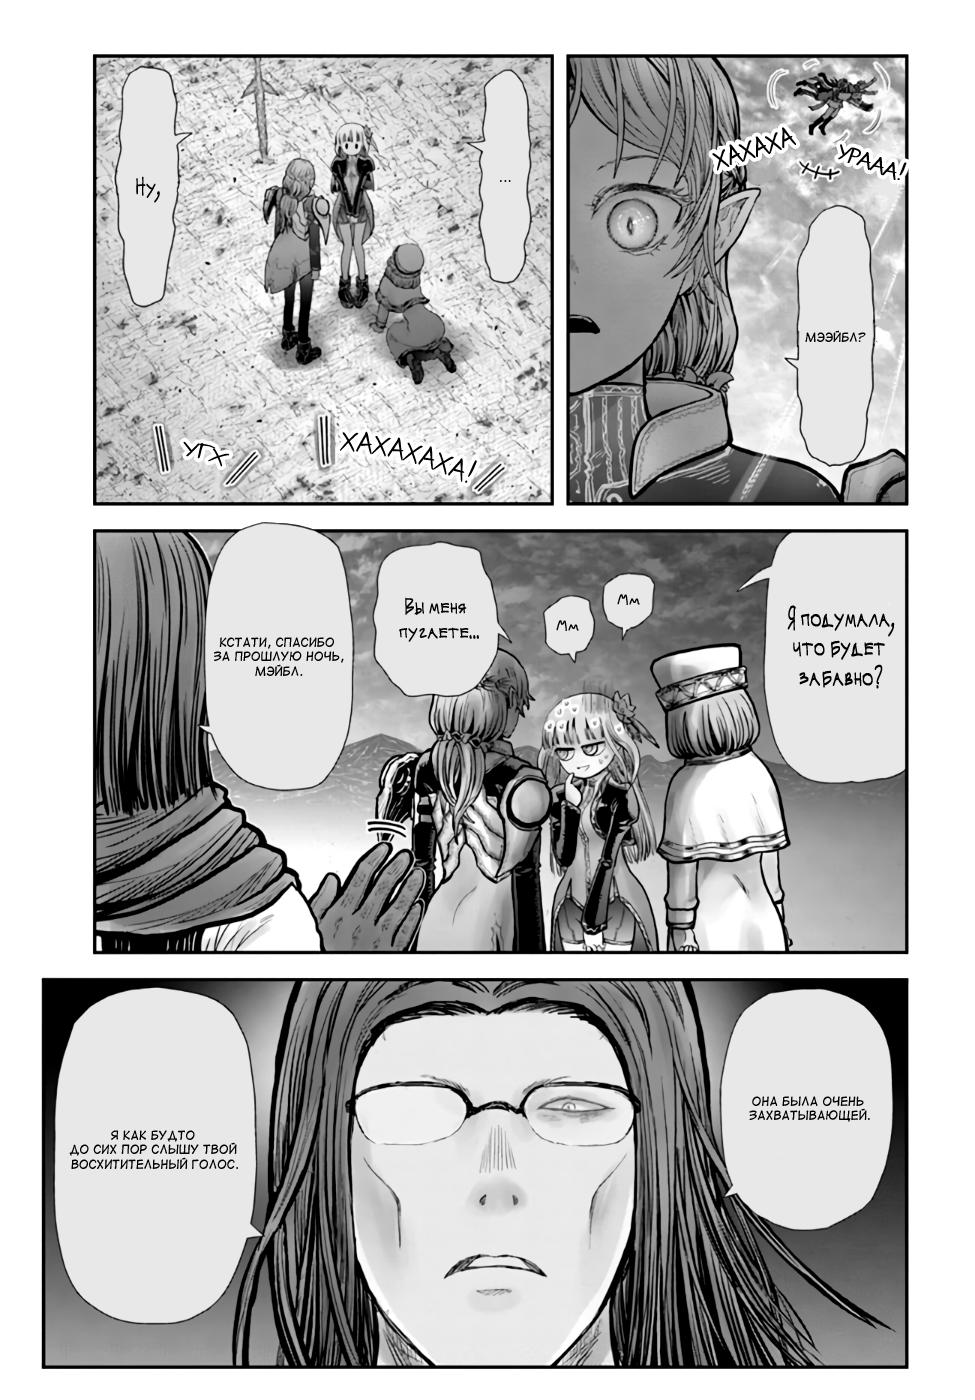 ХАХАХА
УРААА!
МЭЭЙБЛ?
...
Ну,
УГХ
ХАХАХАХА!
Я подумала,
что будет
забавно?
Мм
Мм
Вы меня
пугаете...
КСТАТИ, СПАСИБО
ЗА ПРОШЛУЮ НОЧЬ,
МЭЙБЛ.
ОНА БЫЛА ОЧЕНЬ
ЗАХВАТЫВАЮЩЕЙ.
Я КАК БУДТО
ДО СИХ ПОР СЛЫШУ ТВОЙ
ВОСХИТИТЕЛЬНЫЙ ГОЛОС.